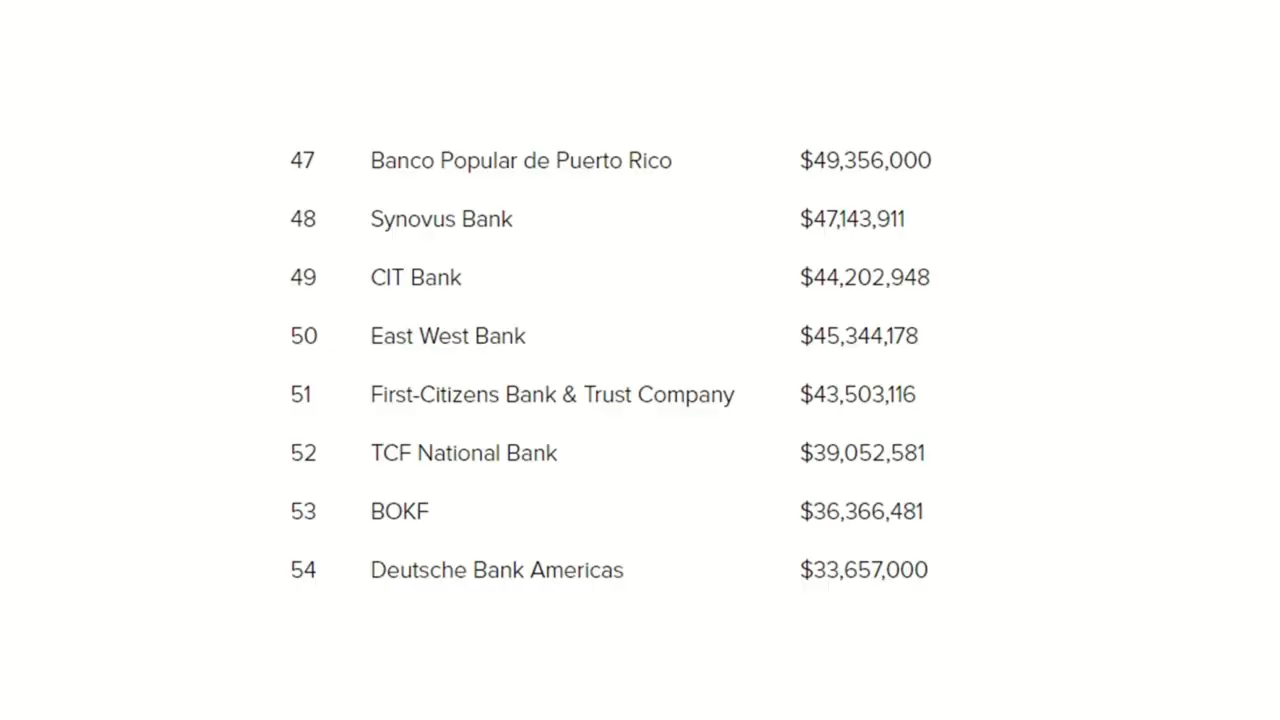 47 Banco Popular de Puerto Rico $49,356,000
48 Synovus Bank $47,143,911
49 CIT Bank $44,202,948
50 East West Bank $45,344,178
51 First-Citizens Bank & Trust Company $43,503,116
52 TCF National Bank $39,052,581
53 BOKF $36,366,481
54 Deutsche Bank Americas $33,657,000